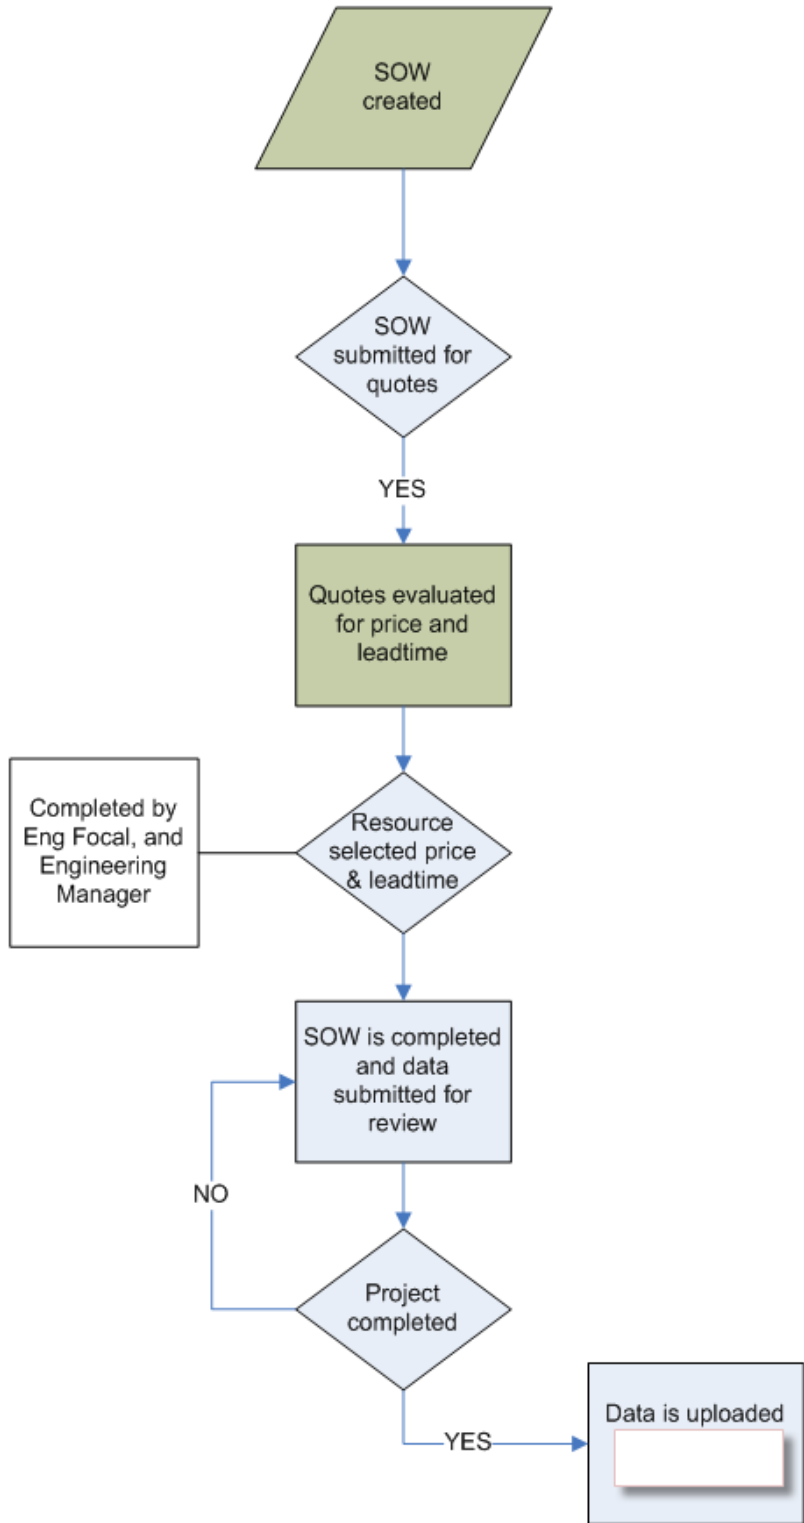 SOW
created
SOW
submitted for
quotes
YES
Quotes evaluated
for price and
leadtime
Completed by
Eng Focal, and
Engineering
Manager
Resource
selected price
& leadtime
SOW is completed
and data
submitted for
review
NO
Project
completed
YES
Data is uploaded